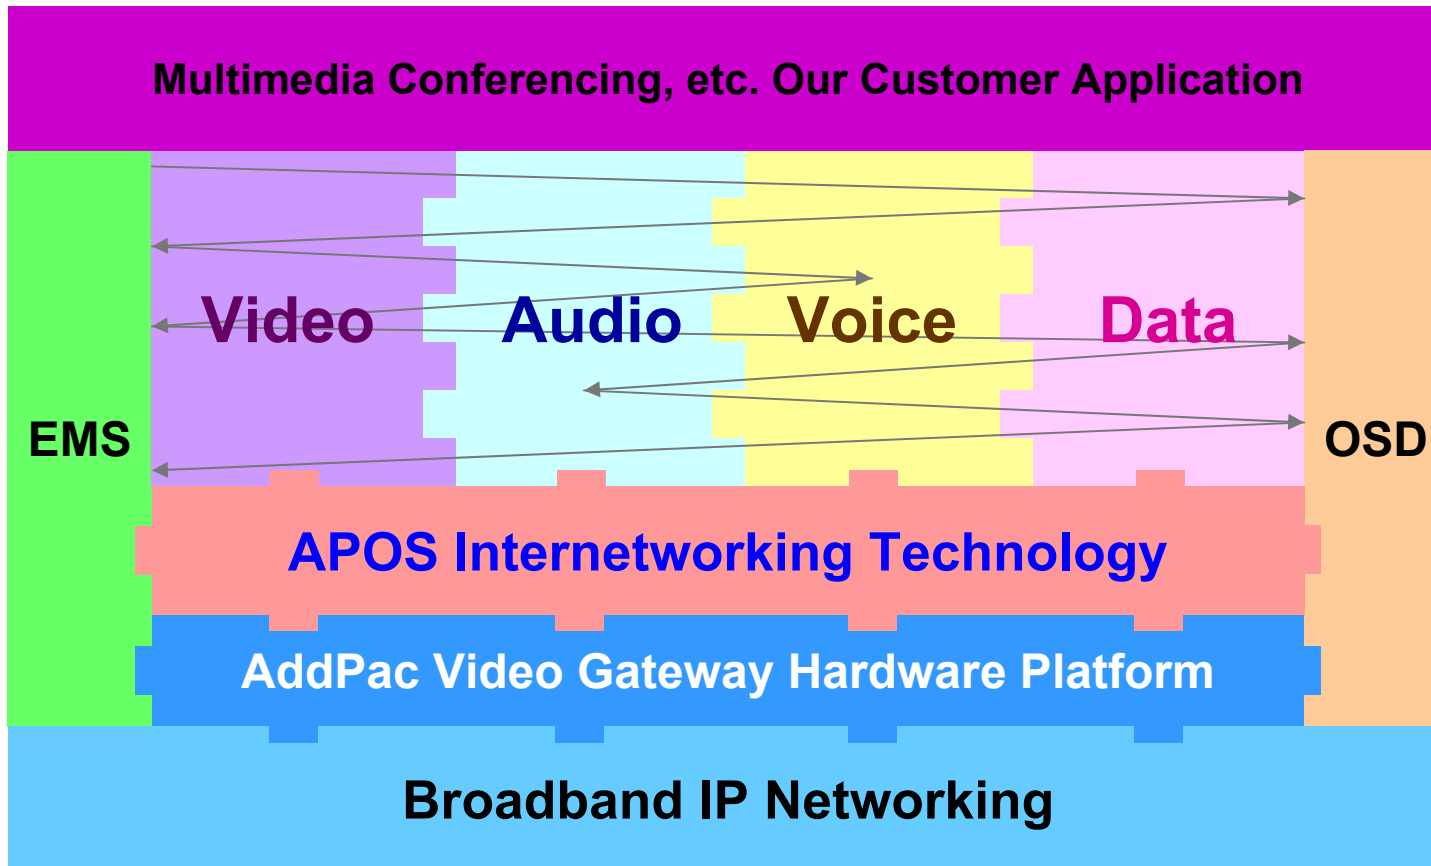 Multimedia Conferencing, etc. Our Customer Application
Video Audio Voice Data
EMS OSD
APOS Internetworking Technology
AddPac Video Gateway Hardware Platform
Broadband IP Networking